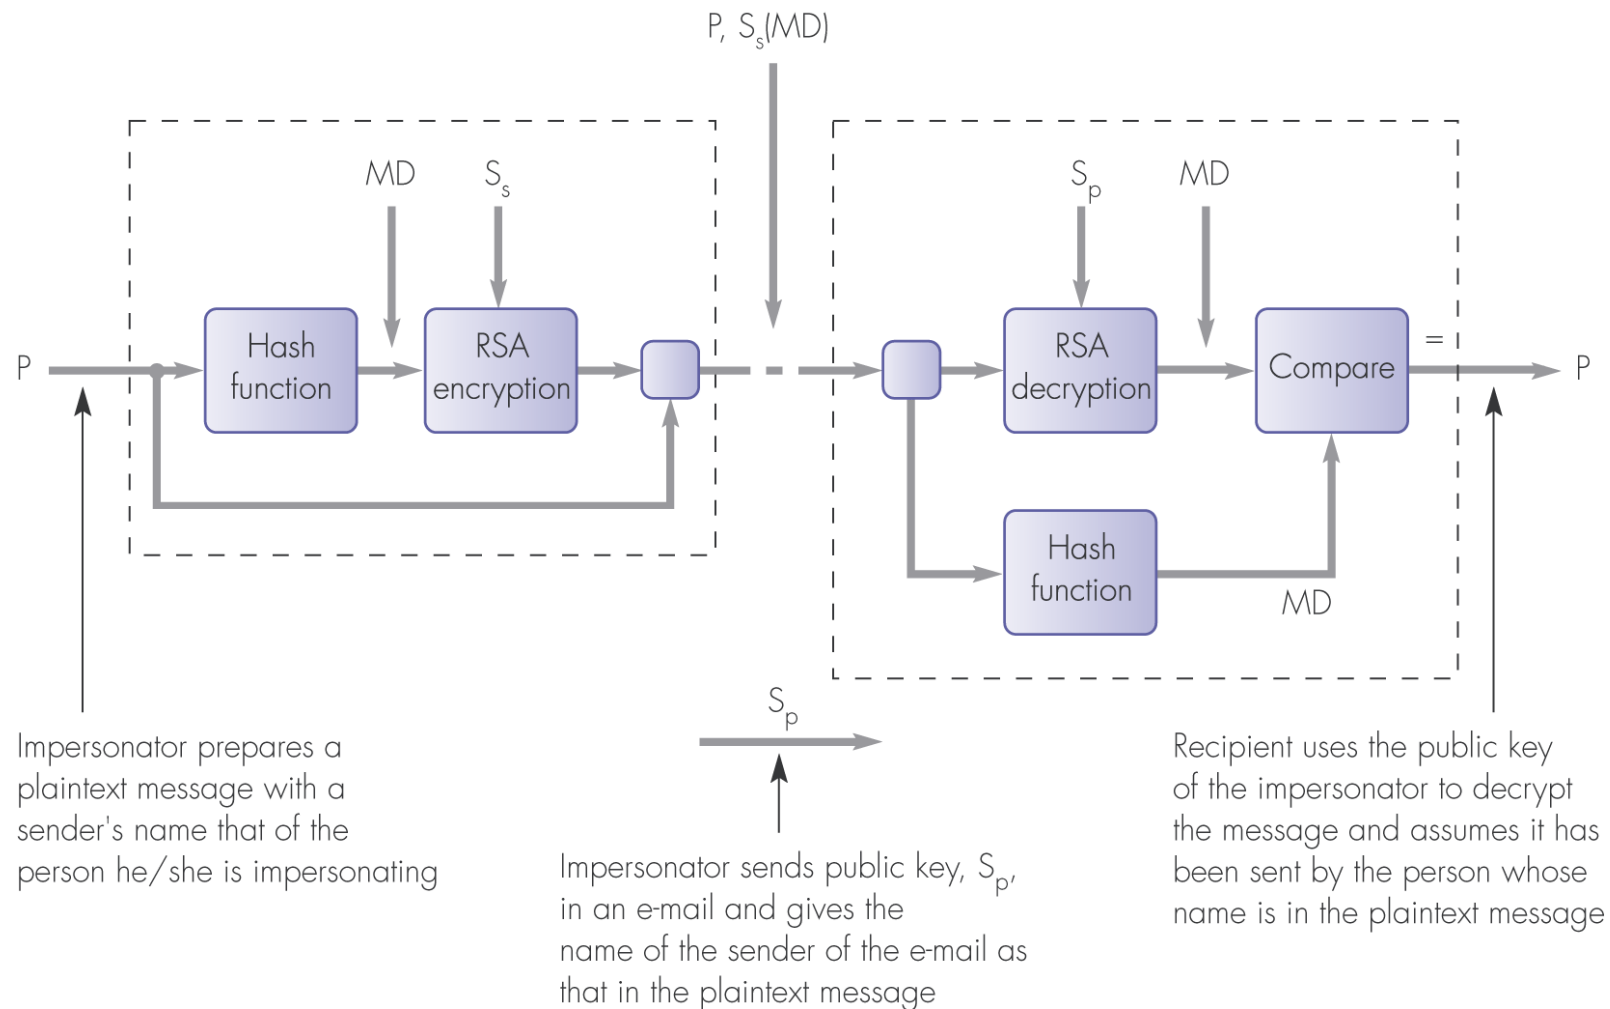 P, Sₛ(MD)
MD
Sₛ
Sₚ
MD
P
Hash
function
RSA
encryption
RSA
decryption
Compare
=
P
Hash
function
MD
Sₚ
Impersonator prepares a
plaintext message with a
sender's name that of the
person he/she is impersonating
Impersonator sends public key, Sₚ,
in an e-mail and gives the
name of the sender of the e-mail as
that in the plaintext message
Recipient uses the public key
of the impersonator to decrypt
the message and assumes it has
been sent by the person whose
name is in the plaintext message